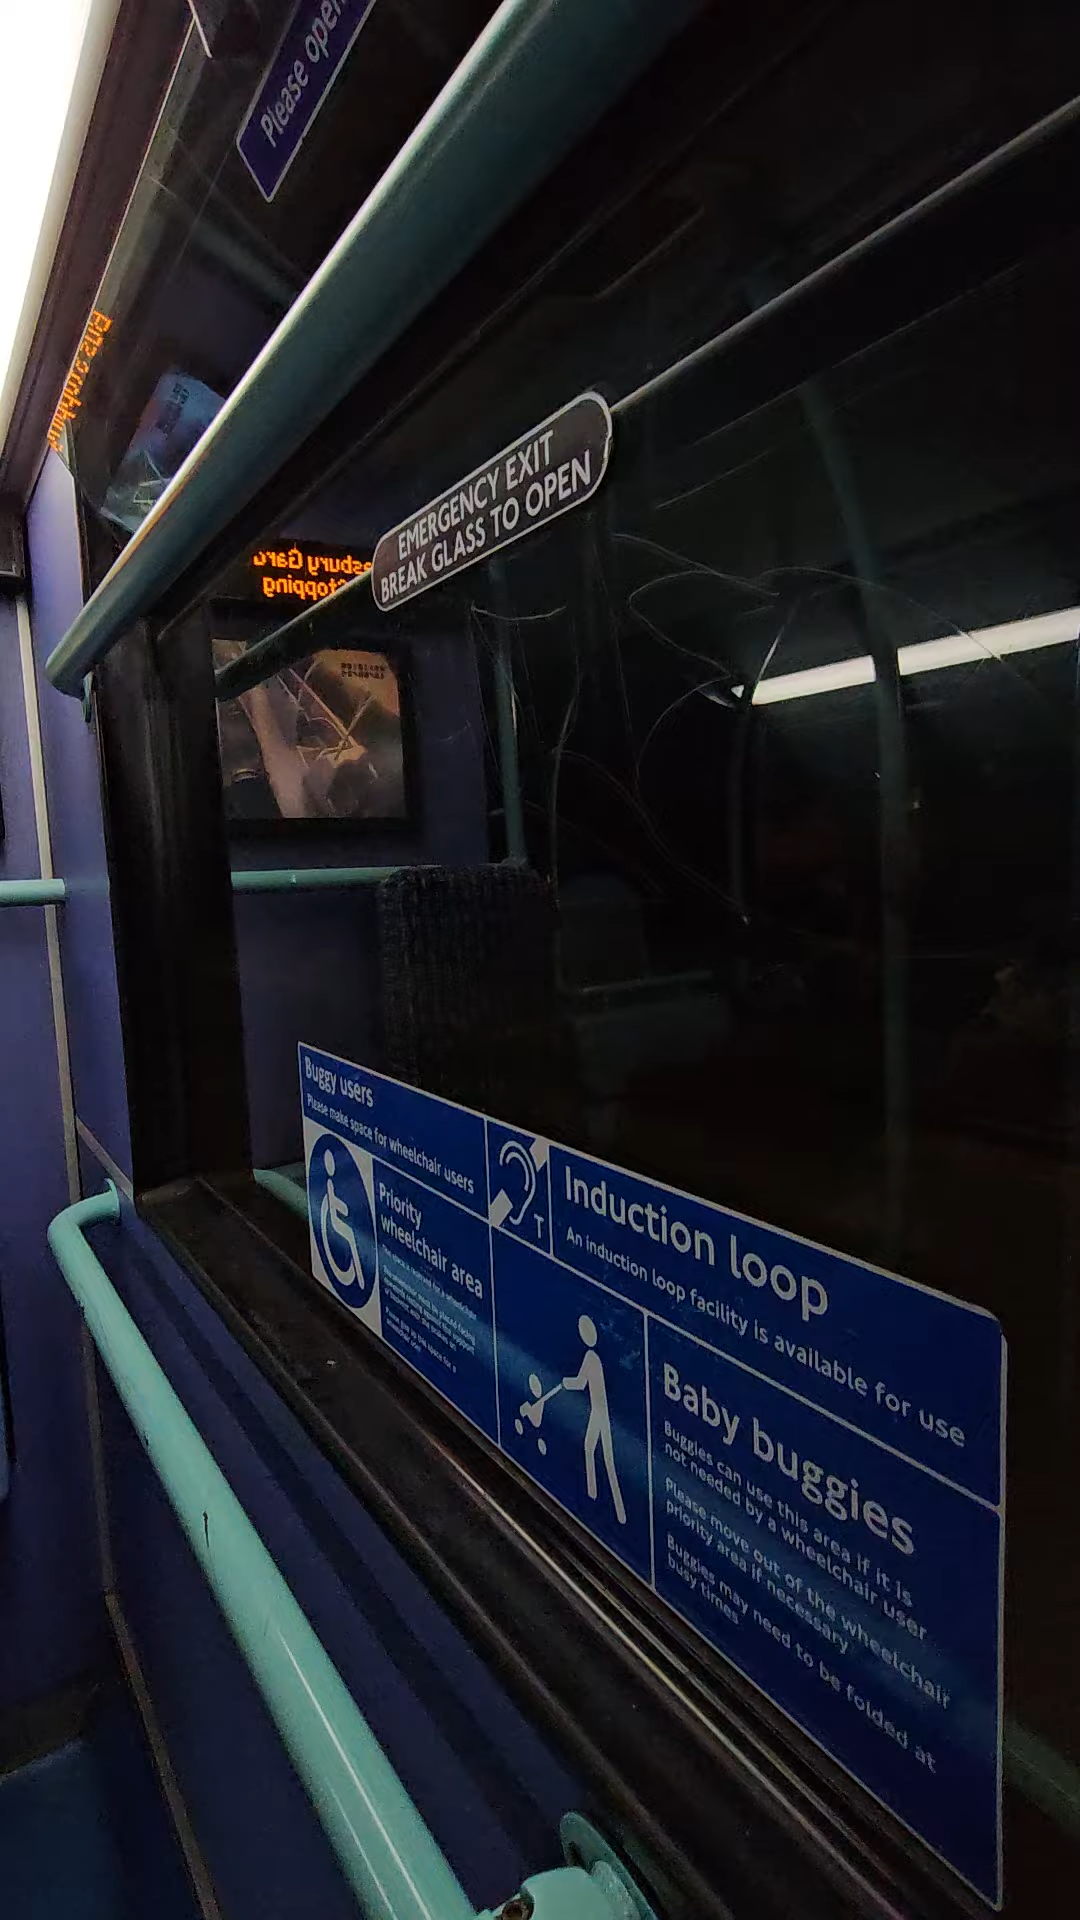 Please open
EMERGENCY EXIT
BREAK GLASS TO OPEN
esbury Gard
Stopping
Buggy users
Please make space for wheelchair users
Priority
wheelchair area
Induction loop
An induction loop facility is available for use
T
Baby buggies
Buggies can use this area if it is
not needed by a wheelchair user
Please move out of the wheelchair
priority area if necessary
Buggies may need to be folded at
busy times